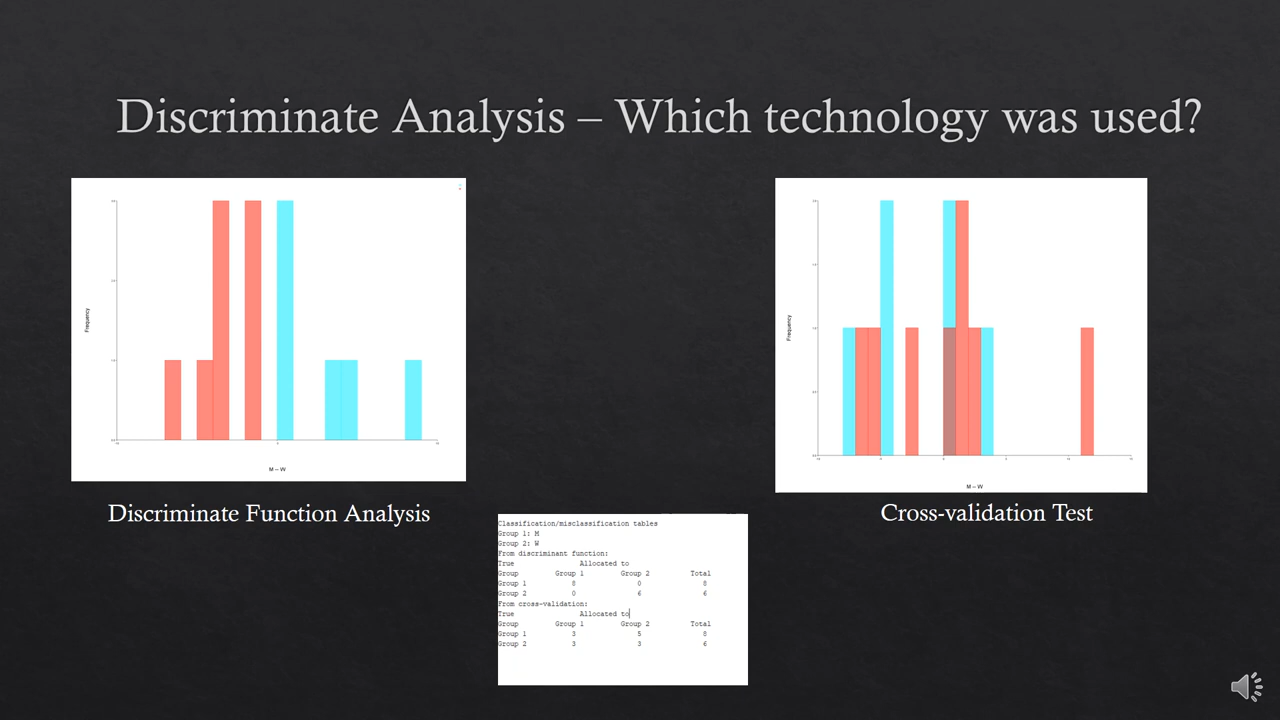 Discriminate Analysis – Which technology was used?
Frequency
M – W
Discriminate Function Analysis
Frequency
M – W
Cross-validation Test
Classification/misclassification tables
Group 1: M
Group 2: W
From discriminant function:
True Allocated to
Group Group 1 Group 2 Total
Group 1 8 0 8
Group 2 0 6 6
From cross-validation:
True Allocated to
Group Group 1 Group 2 Total
Group 1 3 5 8
Group 2 3 3 6